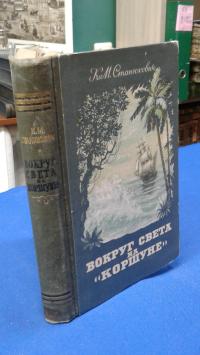 К. М. Станюкович
ВОКРУГ СВЕТА
НА
"КОРШУНЕ"
К. М.
СТАНЮКОВИЧ
ВОКРУГ
СВЕТА
НА
"КОРШУНЕ"